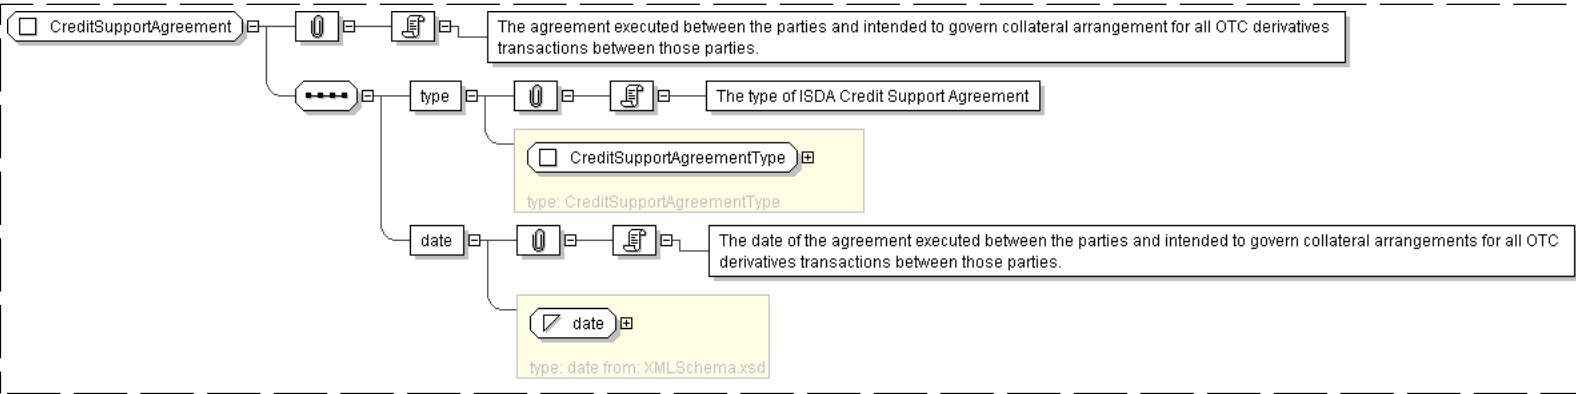 CreditSupportAgreement
The agreement executed between the parties and intended to govern collateral arrangement for all OTC derivatives
transactions between those parties.
type
The type of ISDA Credit Support Agreement
CreditSupportAgreementType
type: CreditSupportAgreementType
date
The date of the agreement executed between the parties and intended to govern collateral arrangements for all OTC
derivatives transactions between those parties.
date
type: date from: XMLSchema.xsd